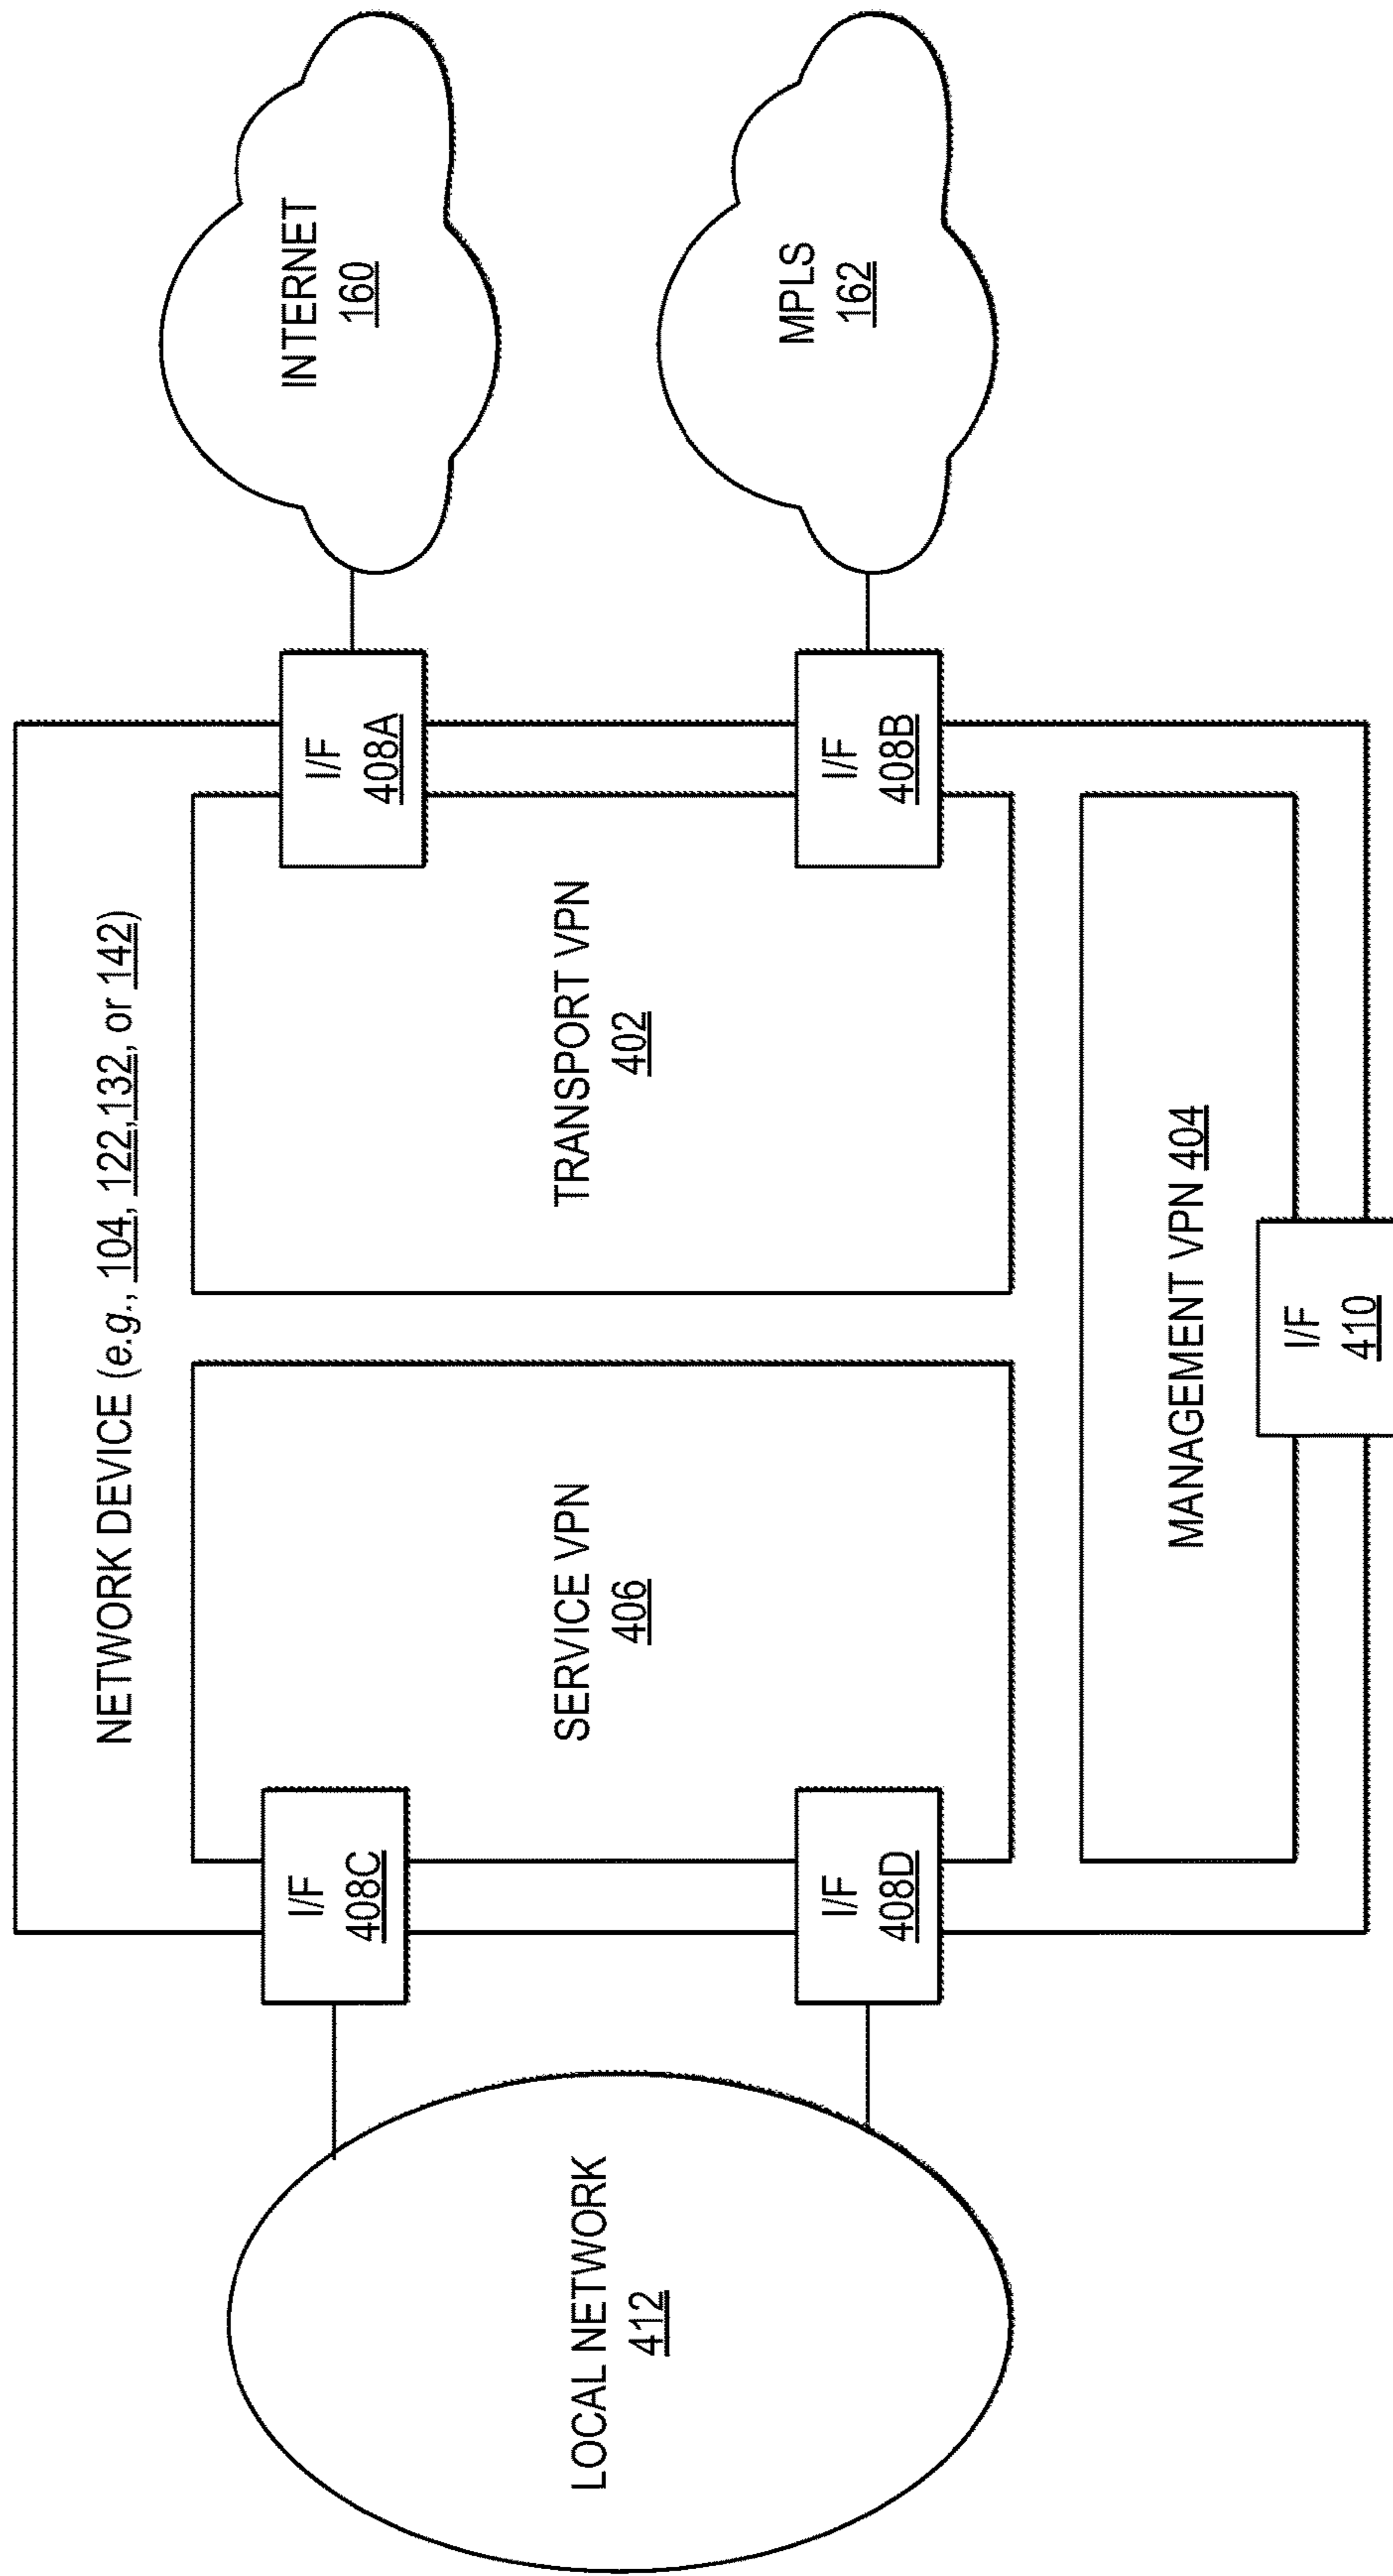 NETWORK DEVICE (e.g., 104, 122,132, or 142)
LOCAL NETWORK
412
I/F
408C
I/F
408D
SERVICE VPN
406
TRANSPORT VPN
402
MANAGEMENT VPN 404
I/F
410
I/F
408A
I/F
408B
INTERNET
160
MPLS
162